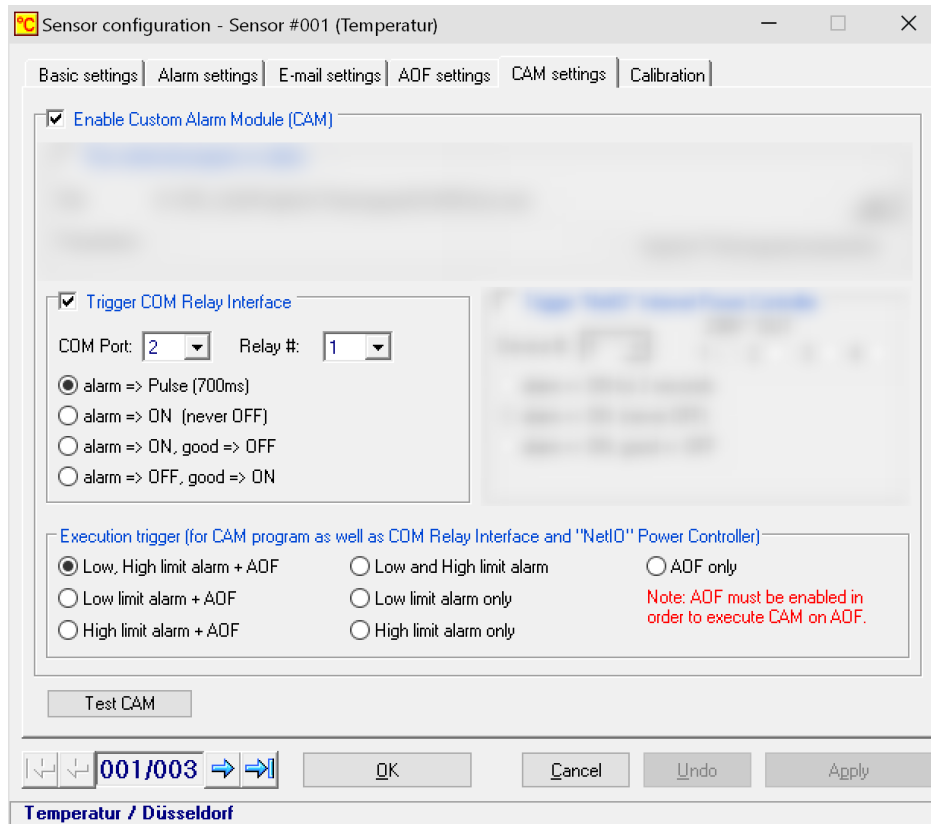 °C Sensor configuration - Sensor #001 (Temperatur)
Basic settings Alarm settings E-mail settings AOF settings CAM settings Calibration
Enable Custom Alarm Module (CAM)
Trigger COM Relay Interface
COM Port: 2 Relay #: 1
alarm => Pulse (700ms)
alarm => ON (never OFF)
alarm => ON, good => OFF
alarm => OFF, good => ON
Execution trigger (for CAM program as well as COM Relay Interface and "NetIO" Power Controller)
Low, High limit alarm + AOF Low and High limit alarm AOF only
Low limit alarm + AOF Low limit alarm only Note: AOF must be enabled in
order to execute CAM on AOF.
High limit alarm + AOF High limit alarm only
Test CAM
001/003 OK Cancel Undo Apply
Temperatur / Düsseldorf